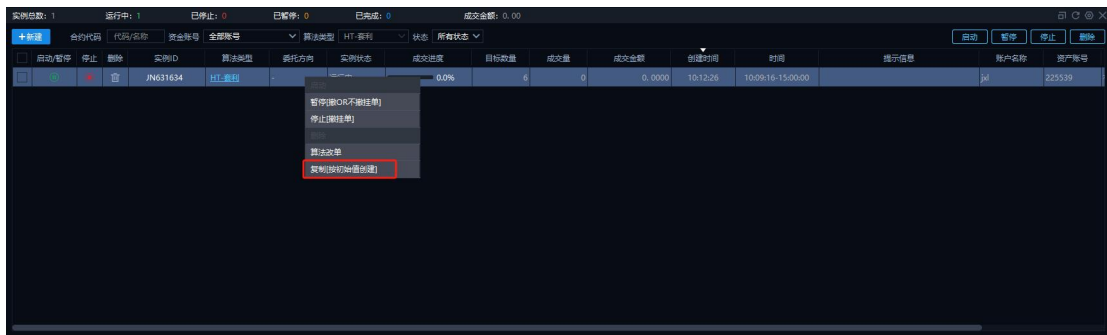 实例总数: 1 运行中: 1 已停止: 0 已暂停: 0 已完成: 0 成交金额: 0.00
+新建 合约代码 代码/名称 资金账号 全部账号 算法类型 HT-套利 状态 所有状态 启动 暂停 停止 删除
启动/暂停 停止 删除 实例ID 算法类型 委托方向 实例状态 成交进度 目标数量 成交量 成交金额 创建时间 时间 提示信息 账户名称 资产账号
JN631634 HT-套利 - 0.0% 6 0 0.0000 10:12:26 10:09:16-15:00:00 jxl 225539
暂停[撤OR不撤挂单]
停止[撤挂单]
算法改单
复制[按初始值创建]